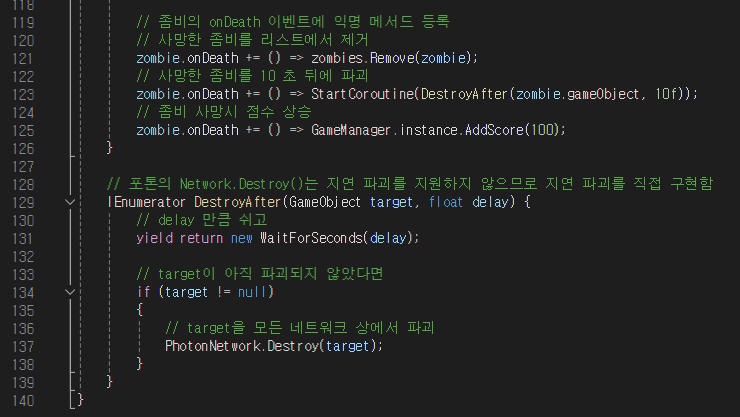 118
119 // 좀비의 onDeath 이벤트에 익명 메서드 등록
120 // 사망한 좀비를 리스트에서 제거
121 zombie.onDeath += () => zombies.Remove(zombie);
122 // 사망한 좀비를 10 초 뒤에 파괴
123 zombie.onDeath += () => StartCoroutine(DestroyAfter(zombie.gameObject, 10f));
124 // 좀비 사망시 점수 상승
125 zombie.onDeath += () => GameManager.instance.AddScore(100);
126 }
127
128 // 포톤의 Network.Destroy()는 지연 파괴를 지원하지 않으므로 지연 파괴를 직접 구현함
129 IEnumerator DestroyAfter(GameObject target, float delay) {
130 // delay 만큼 쉬고
131 yield return new WaitForSeconds(delay);
132
133 // target이 아직 파괴되지 않았다면
134 if (target != null)
135 {
136 // target을 모든 네트워크 상에서 파괴
137 PhotonNetwork.Destroy(target);
138 }
139 }
140 }